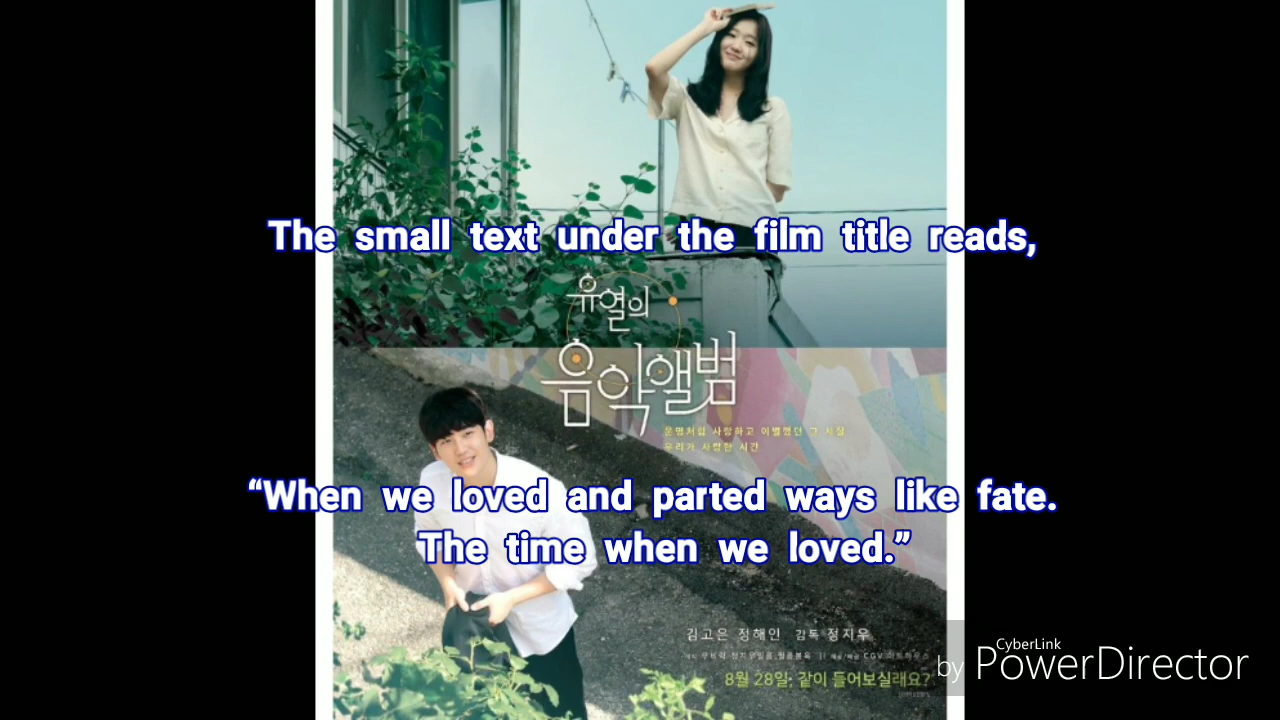 The small text under the film title reads,
유열의
음악앨범
운명처럼 사랑하고 이별했던 그 시절
우리가 사랑한 시간
“When we loved and parted ways like fate.
The time when we loved.”
김고은 정해인 감독 정지우
CyberLink
by PowerDirector
8월 28일, 같이 들어보실래요?